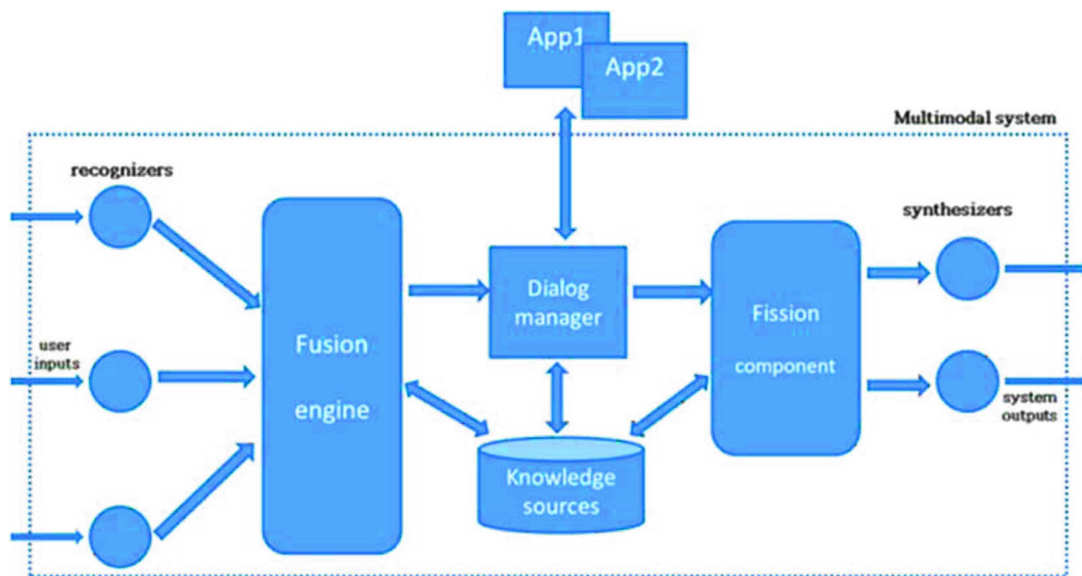 App1
App2
Multimodal system
recognizers
synthesizers
Dialog
manager
Fusion
engine
Fission
component
user
inputs
system
outputs
Knowledge
sources